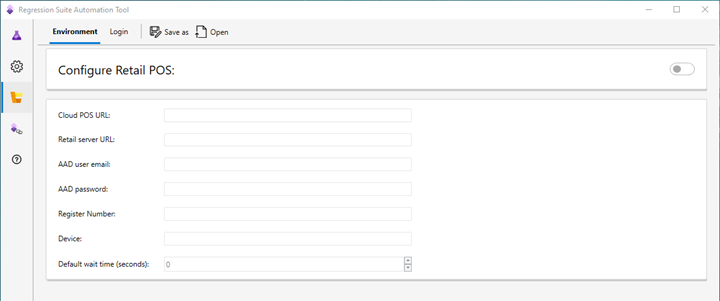 Regression Suite Automation Tool
Environment Login Save as Open
Configure Retail POS:
Cloud POS URL:
Retail server URL:
AAD user email:
AAD password:
Register Number:
Device:
Default wait time (seconds): 0